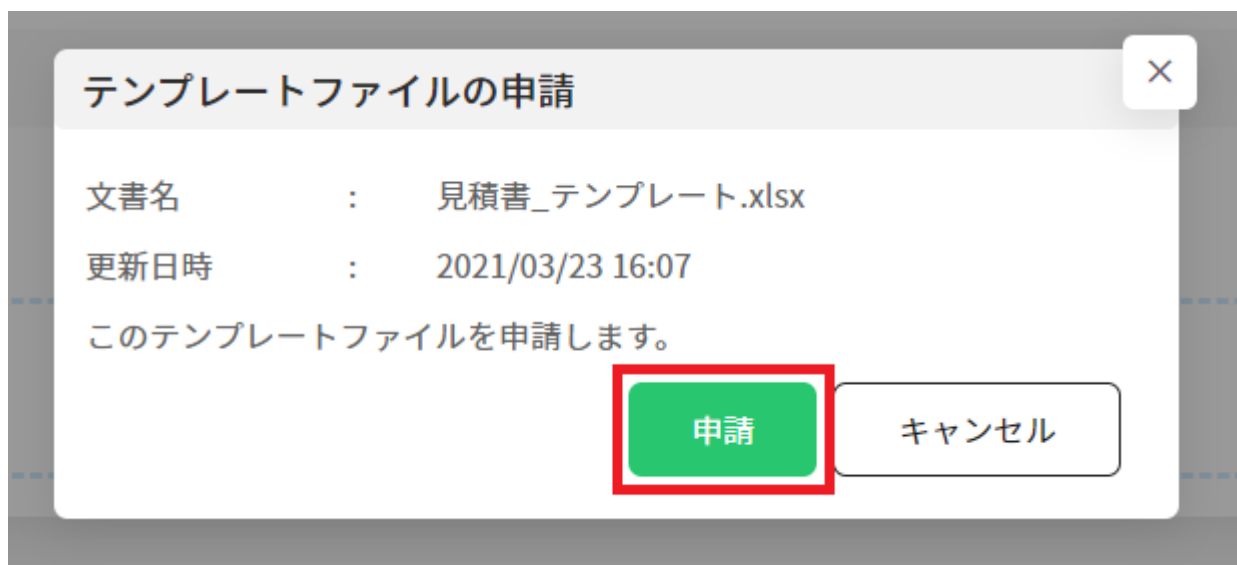 テンプレートファイルの申請
文書名 : 見積書_テンプレート.xlsx
更新日時 : 2021/03/23 16:07
このテンプレートファイルを申請します。
申請 キャンセル